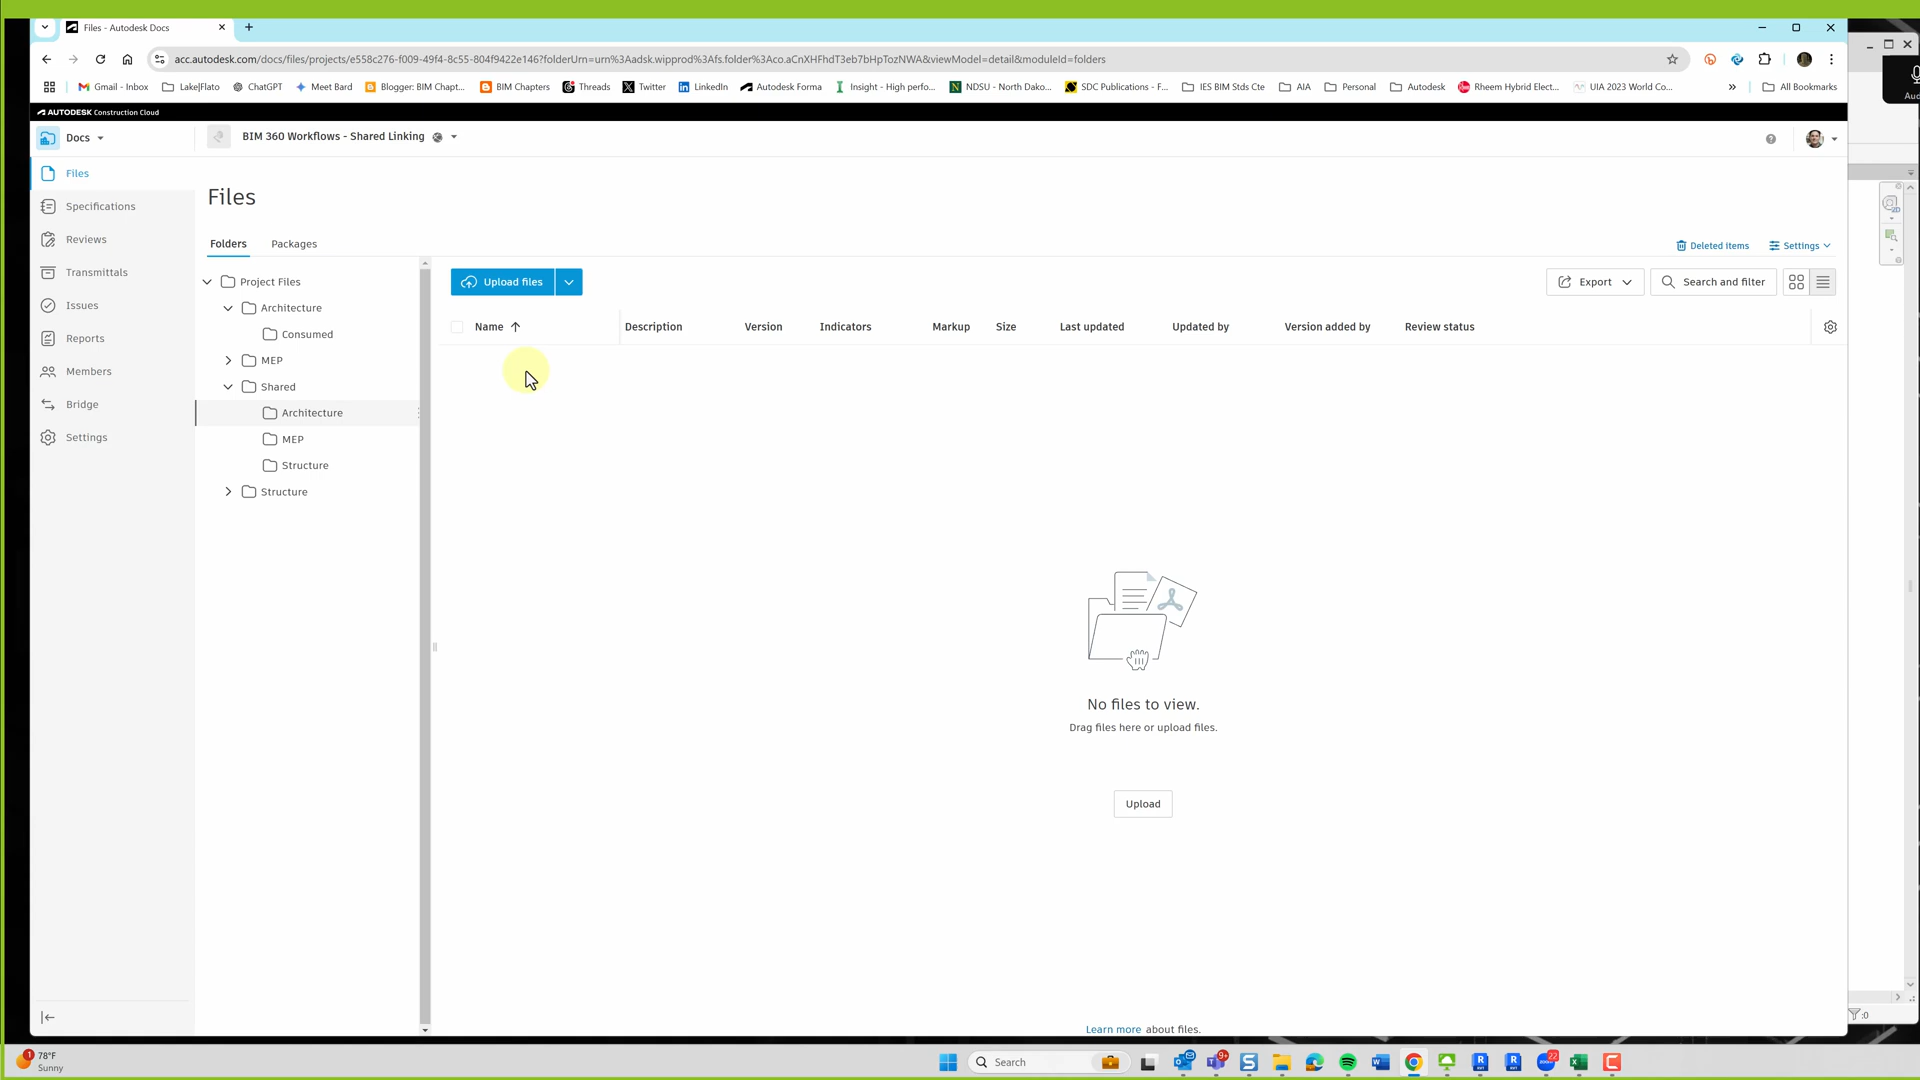 Files - Autodesk Docs
acc.autodesk.com/docs/files/projects/e558c276-f009-49f4-8c55-804f9422e146?folderUrn=urn%3Aadsk.wipprod%3Afs.folder%3Aco.aCnXHFhdT3eb7bHpTozNWA&viewModel=detail&moduleId=folders
Gmail - Inbox Lake|Flato ChatGPT Meet Bard Blogger: BIM Chapt... BIM Chapters Threads Twitter LinkedIn Autodesk Forma Insight - High perfo... NDSU - North Dako... SDC Publications - F... IES BIM Stds Cte AIA Personal Autodesk Rheem Hybrid Elect... UIA 2023 World Co... » All Bookmarks
AUTODESK Construction Cloud
Docs
BIM 360 Workflows - Shared Linking
Files
Specifications
Reviews
Transmittals
Issues
Reports
Members
Bridge
Settings
Files
Folders Packages
Deleted items Settings
Project Files
Architecture
Consumed
MEP
Shared
Architecture
MEP
Structure
Structure
Upload files
Export Search and filter
Name Description Version Indicators Markup Size Last updated Updated by Version added by Review status
No files to view.
Drag files here or upload files.
Upload
Learn more about files.
:0
1
78°F
Sunny
Search
9+
22